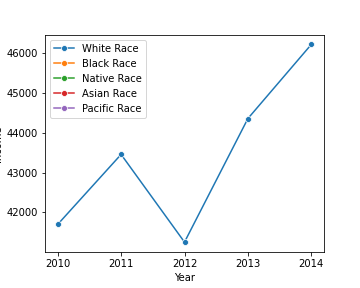 46000
45000
44000
43000
42000
White Race
Black Race
Native Race
Asian Race
Pacific Race
2010 2011 2012 2013 2014
Year